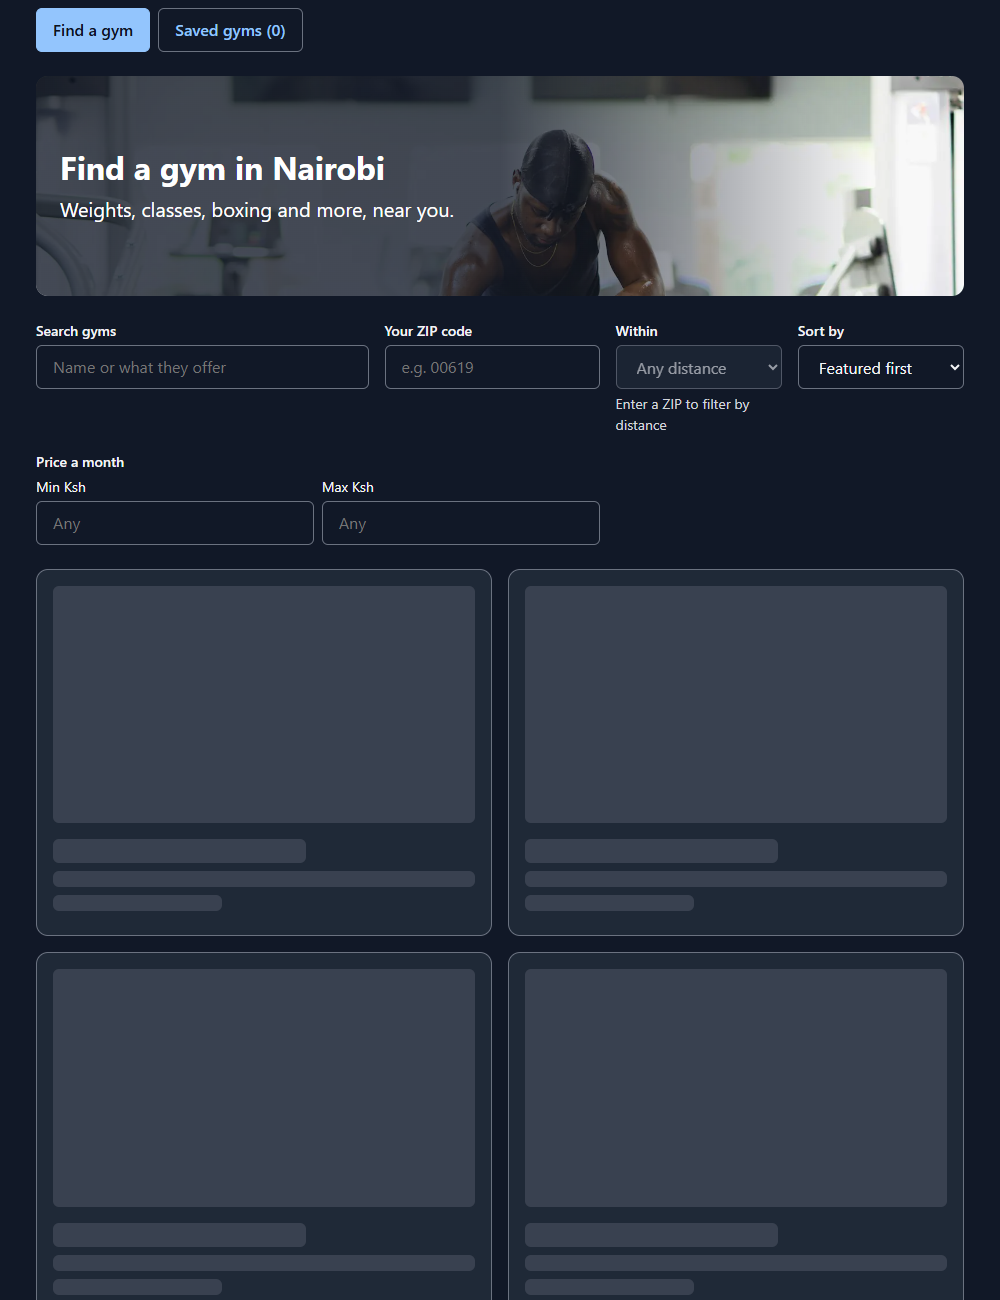 Find a gym
Saved gyms (0)
Find a gym in Nairobi
Weights, classes, boxing and more, near you.
Search gyms
Your ZIP code
Within
Sort by
Name or what they offer
e.g. 00619
Any distance
Featured first
Enter a ZIP to filter by
distance
Price a month
Min Ksh
Max Ksh
Any
Any